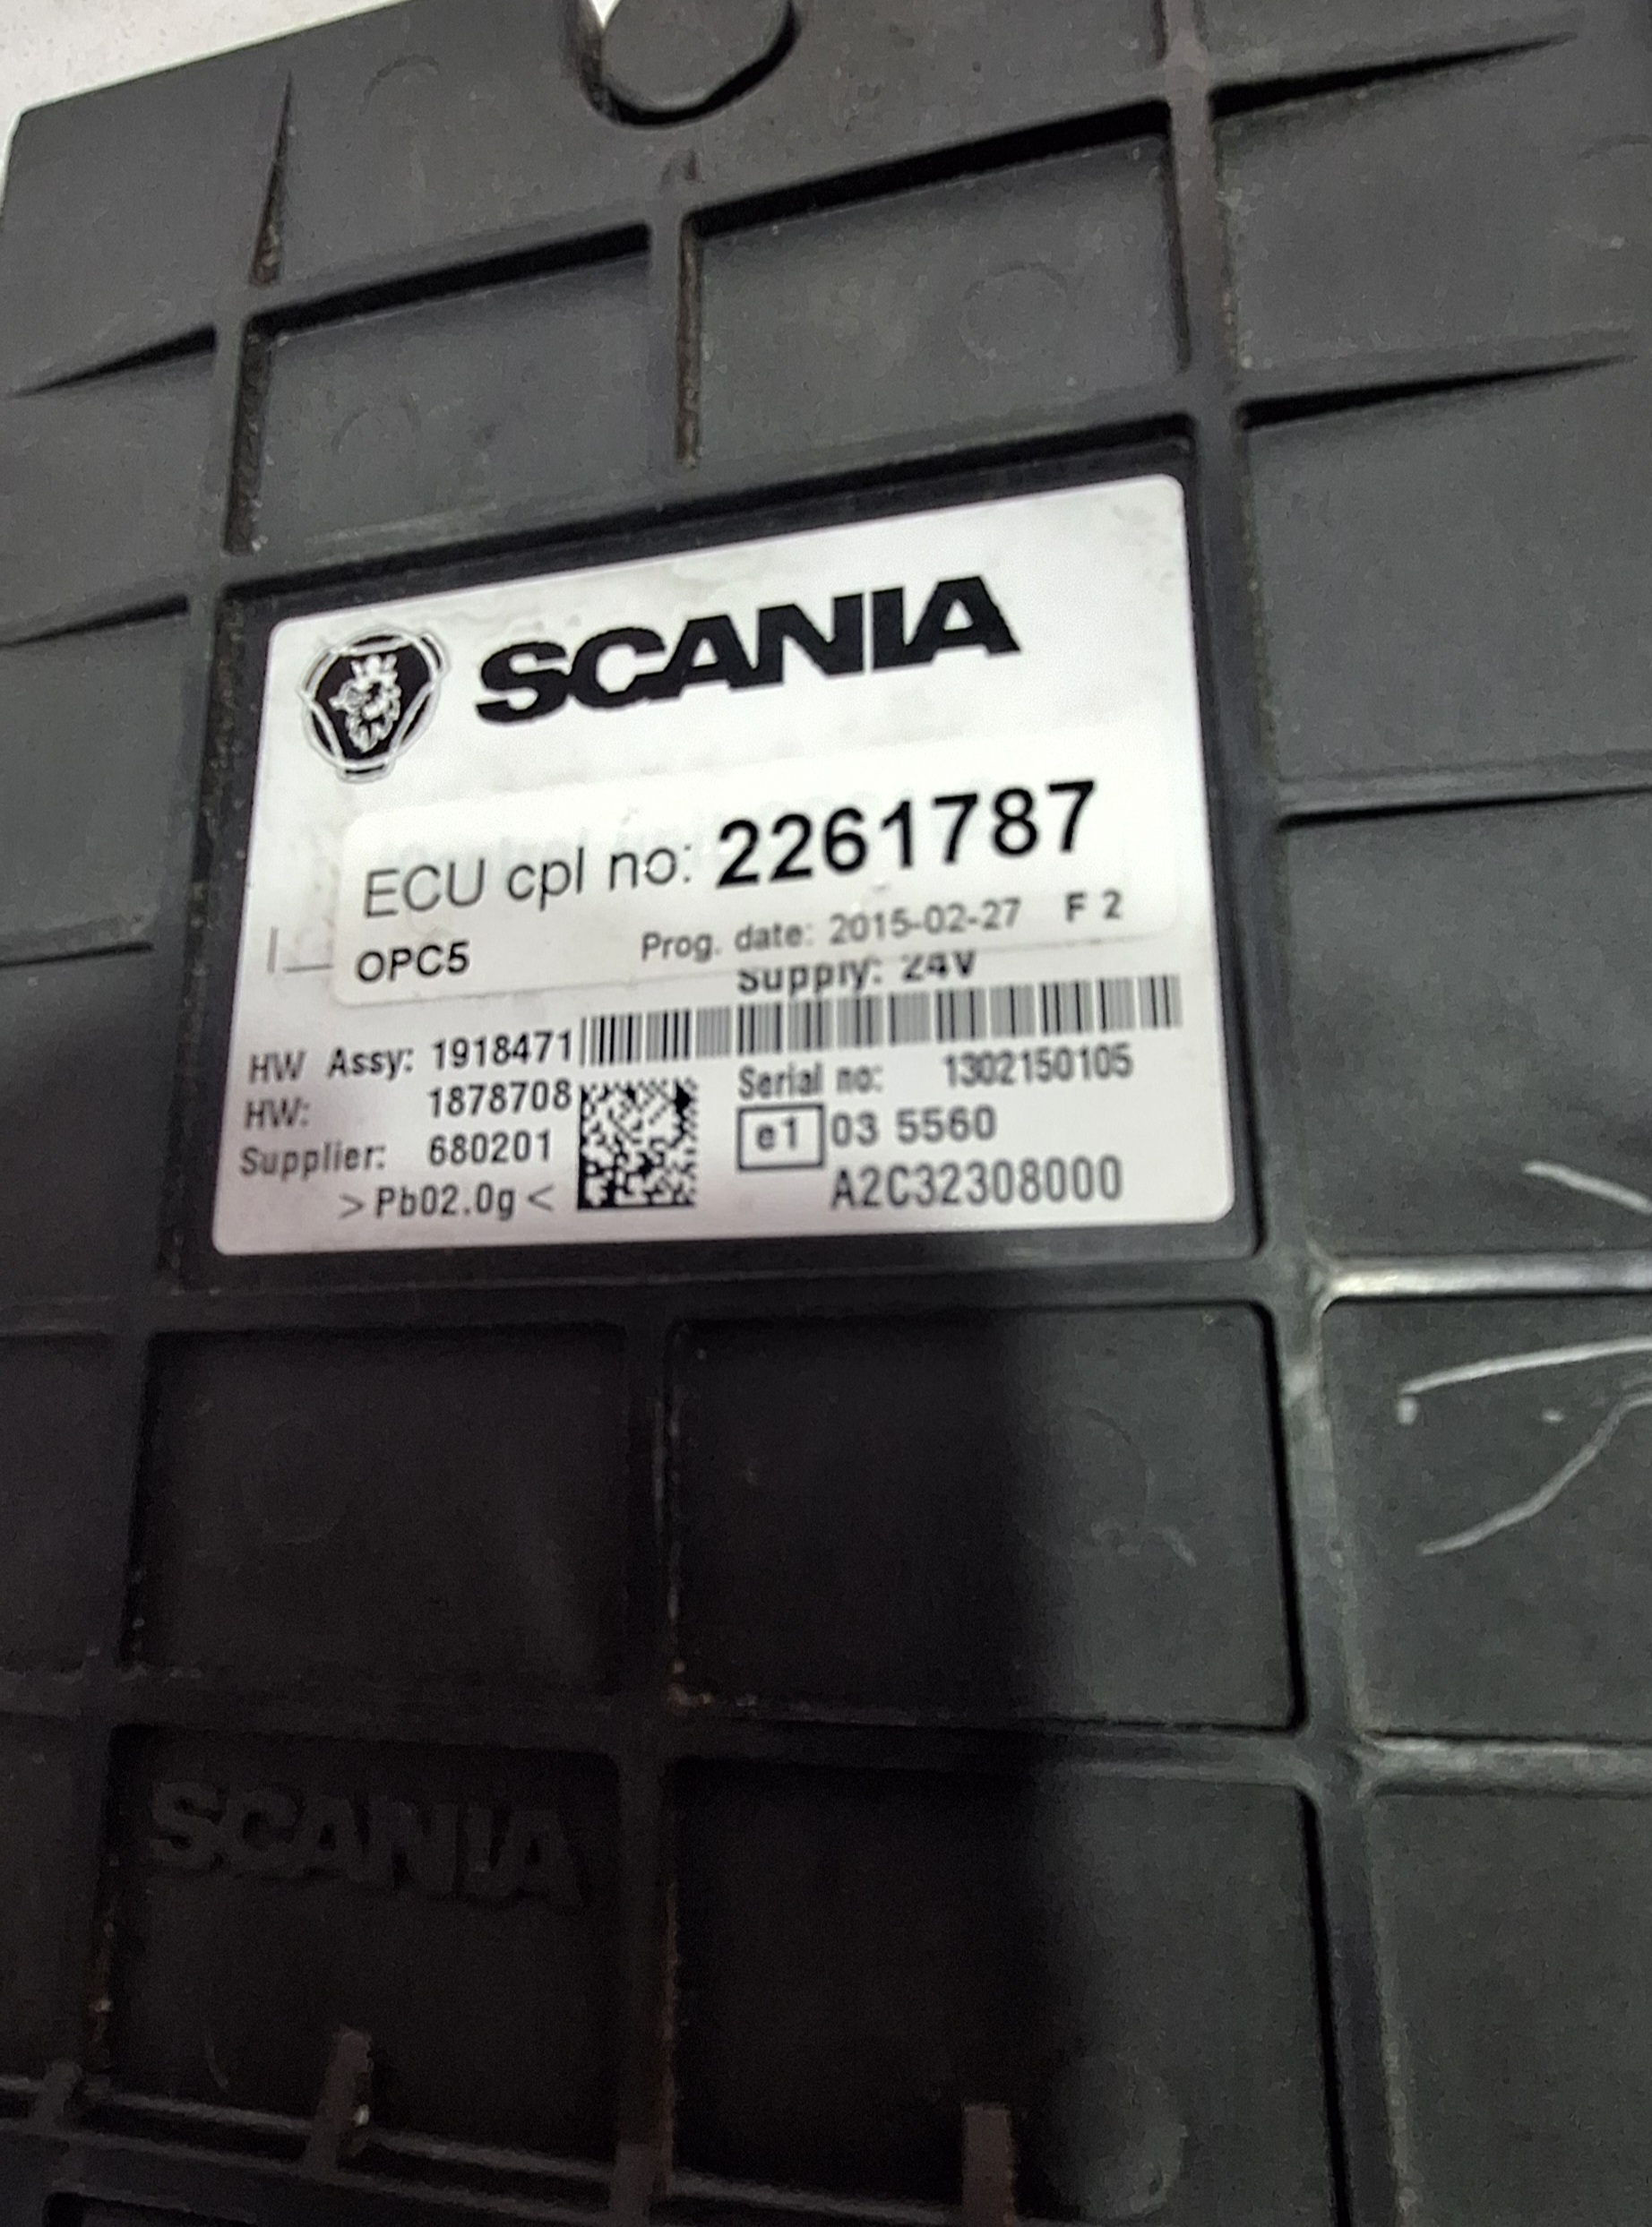 SCANIA
ECU cpl no: 2261787
OPC5 Prog. date: 2015-02-27 F 2
Supply: 24V
HW Assy: 1918471
HW: 1878708 Serial no: 1302150105
Supplier: 680201 e1 03 5560
>Pb02.0g< A2C32308000
SCANIA